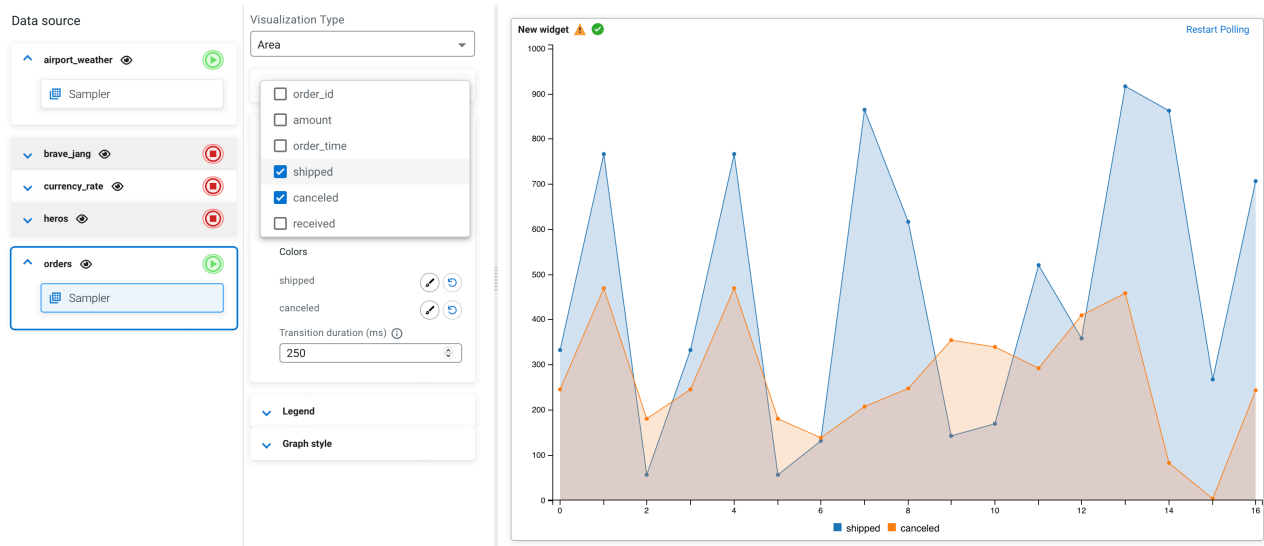 Data source
airport_weather
Sampler
brave_jang
currency_rate
heros
orders
Sampler
Visualization Type
Area
order_id
amount
order_time
shipped
canceled
received
Colors
shipped
canceled
Transition duration (ms)
250
Legend
Graph style
New widget
Restart Polling
1000
900
800
700
600
500
400
300
200
100
0
0 2 4 6 8 10 12 14 16
shipped canceled